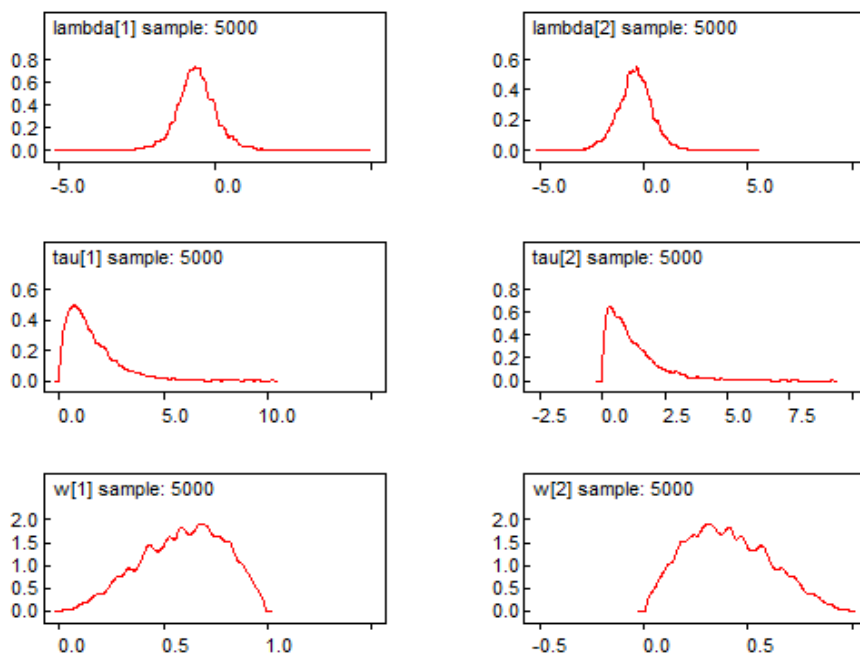 lambda[1] sample: 5000
0.8
0.6
0.4
0.2
0.0
-5.0 0.0
lambda[2] sample: 5000
0.6
0.4
0.2
0.0
-5.0 0.0 5.0
tau[1] sample: 5000
0.6
0.4
0.2
0.0
0.0 5.0 10.0
tau[2] sample: 5000
0.8
0.6
0.4
0.2
0.0
-2.5 0.0 2.5 5.0 7.5
w[1] sample: 5000
2.0
1.5
1.0
0.5
0.0
0.0 0.5 1.0
w[2] sample: 5000
2.0
1.5
1.0
0.5
0.0
-0.5 0.0 0.5